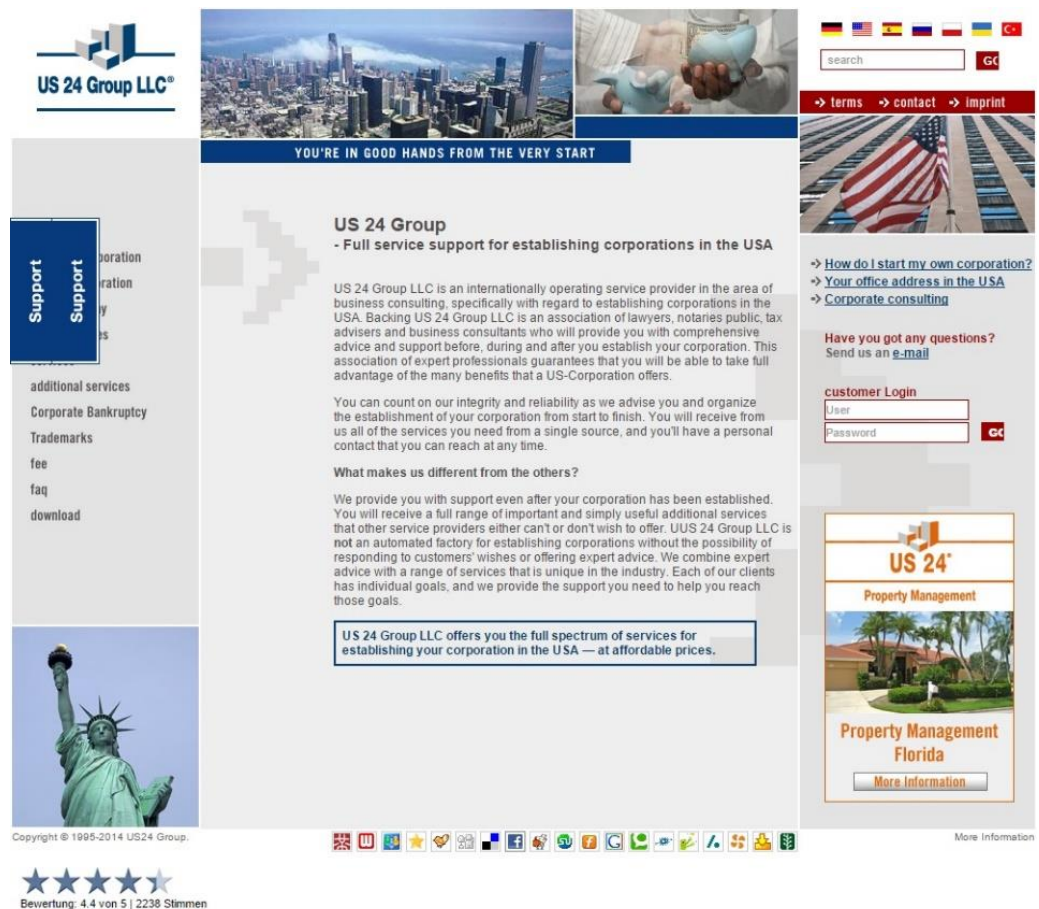 US 24 Group LLC®
search
GO
terms
contact
imprint
YOU'RE IN GOOD HANDS FROM THE VERY START
Support
Support
additional services
Corporate Bankruptcy
Trademarks
fee
faq
download
US 24 Group
- Full service support for establishing corporations in the USA
US 24 Group LLC is an internationally operating service provider in the area of
business consulting, specifically with regard to establishing corporations in the
USA. Backing US 24 Group LLC is an association of lawyers, notaries public, tax
advisers and business consultants who will provide you with comprehensive
advice and support before, during and after you establish your corporation. This
association of expert professionals guarantees that you will be able to take full
advantage of the many benefits that a US-Corporation offers.
You can count on our integrity and reliability as we advise you and organize
the establishment of your corporation from start to finish. You will receive from
us all of the services you need from a single source, and you'll have a personal
contact that you can reach at any time.
What makes us different from the others?
We provide you with support even after your corporation has been established.
You will receive a full range of important and simply useful additional services
that other service providers either can't or don't wish to offer. UUS 24 Group LLC is
not an automated factory for establishing corporations without the possibility of
responding to customers' wishes or offering expert advice. We combine expert
advice with a range of services that is unique in the industry. Each of our clients
has individual goals, and we provide the support you need to help you reach
those goals.
US 24 Group LLC offers you the full spectrum of services for
establishing your corporation in the USA — at affordable prices.
How do I start my own corporation?
Your office address in the USA
Corporate consulting
Have you got any questions?
Send us an e-mail
customer Login
User
Password
GO
US 24®
Property Management
Property Management
Florida
More Information
Copyright © 1995-2014 US24 Group.
More Information
Bewertung: 4.4 von 5 | 2238 Stimmen